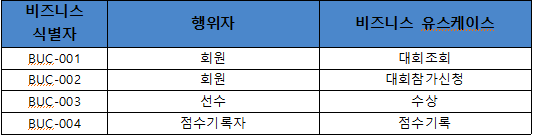 비즈니스
식별자 행위자 비즈니스 유스케이스
BUC-001 회원 대회조회
BUC-002 회원 대회참가신청
BUC-003 선수 수상
BUC-004 점수기록자 점수기록